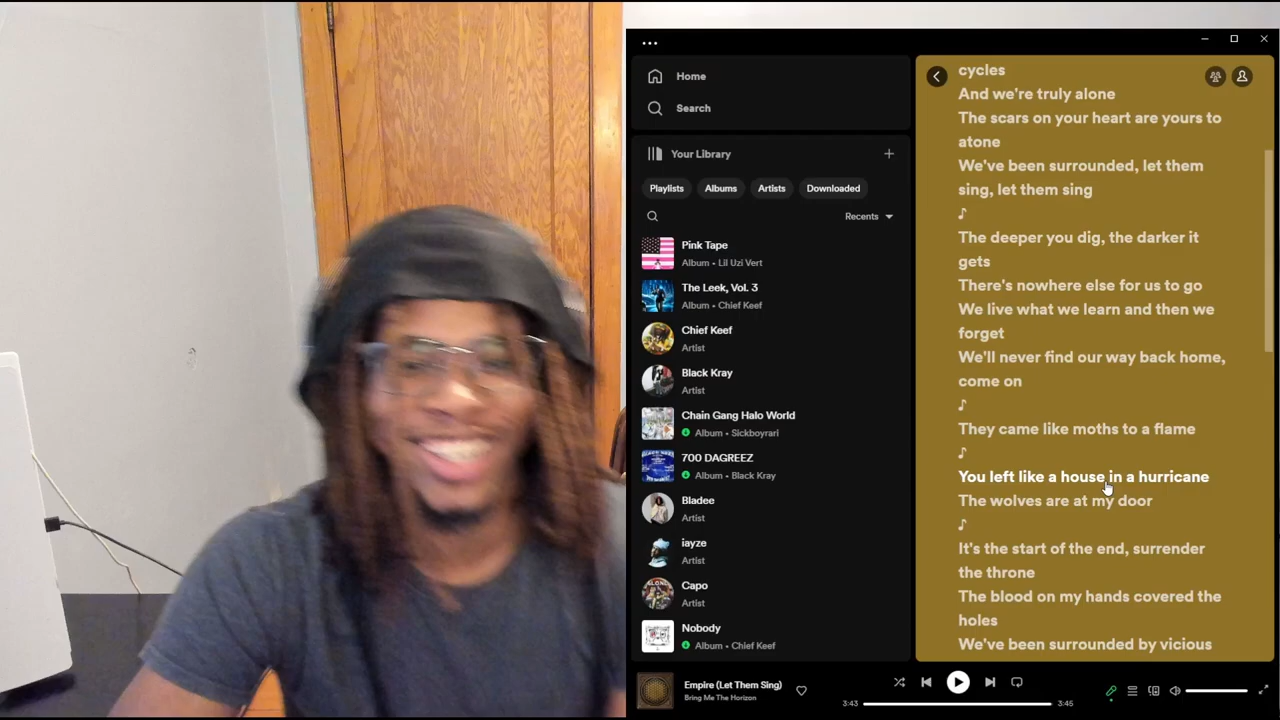 Home
Search
Your Library
Playlists Albums Artists Downloaded
Recents
Pink Tape
Album • Lil Uzi Vert
The Leek, Vol. 3
Album • Chief Keef
Chief Keef
Artist
Black Kray
Artist
Chain Gang Halo World
Album • Sickboyrari
700 DAGREEZ
Album • Black Kray
Bladee
Artist
iayze
Artist
Capo
Artist
Nobody
Album • Chief Keef
cycles
And we're truly alone
The scars on your heart are yours to
atone
We've been surrounded, let them
sing, let them sing
♪
The deeper you dig, the darker it
gets
There's nowhere else for us to go
We live what we learn and then we
forget
We'll never find our way back home,
come on
♪
They came like moths to a flame
♪
You left like a house in a hurricane
The wolves are at my door
♪
It's the start of the end, surrender
the throne
The blood on my hands covered the
holes
We've been surrounded by vicious
Empire (Let Them Sing)
Bring Me The Horizon
3:43
3:45